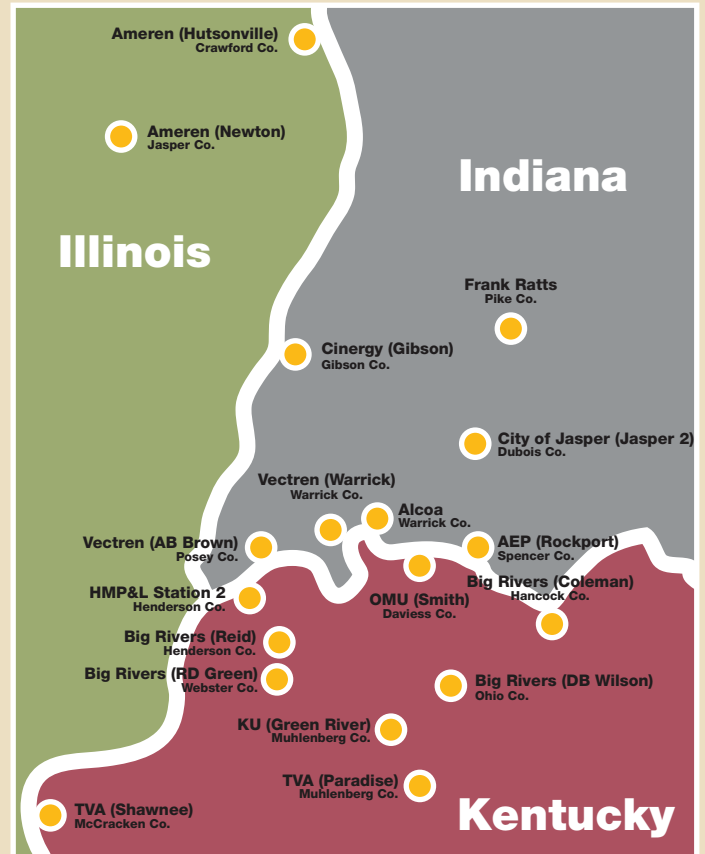 Ameren (Hutsonville)
Crawford Co.
Ameren (Newton)
Jasper Co.
Indiana
Illinois
Frank Ratts
Pike Co.
Cinergy (Gibson)
Gibson Co.
City of Jasper (Jasper 2)
Dubois Co.
Vectren (Warrick)
Warrick Co.
Alcoa
Warrick Co.
Vectren (AB Brown)
Posey Co.
AEP (Rockport)
Spencer Co.
Big Rivers (Coleman)
Hancock Co.
HMP&L Station 2
Henderson Co.
OMU (Smith)
Daviess Co.
Big Rivers (Reid)
Henderson Co.
Big Rivers (RD Green)
Webster Co.
Big Rivers (DB Wilson)
Ohio Co.
KU (Green River)
Muhlenberg Co.
TVA (Paradise)
Muhlenberg Co.
TVA (Shawnee)
McCracken Co.
Kentucky